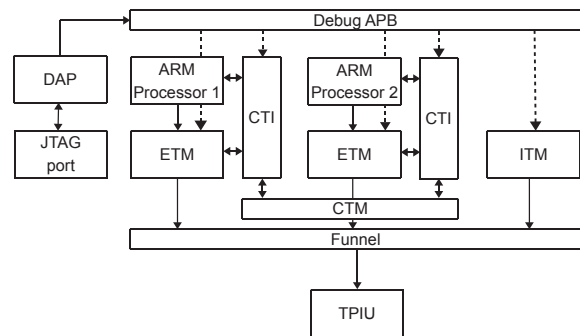 Debug APB
DAP
ARM
Processor 1
CTI
ARM
Processor 2
CTI
JTAG
port
ETM
ETM
ITM
CTM
Funnel
TPIU